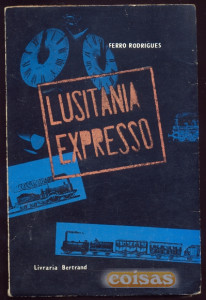 FERRO RODRIGUES
LUSITANIA
EXPRESSO
Livraria Bertrand
coisas